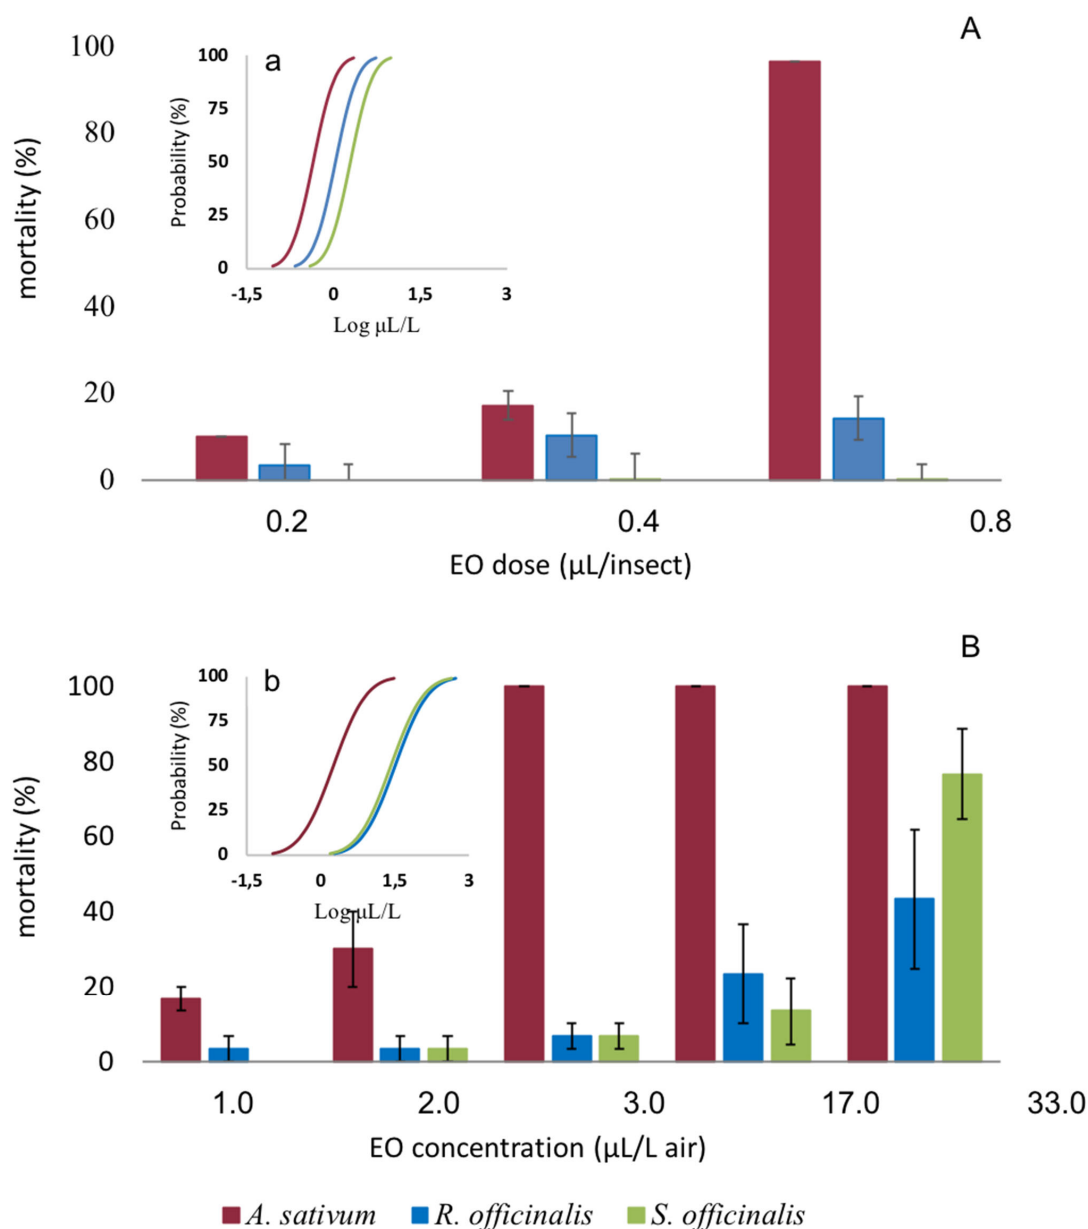 A
mortality (%)
100
80
60
40
20
0
a
Probability (%)
100
75
50
25
0
-1,5 0 1,5 3
Log µL/L
0.2 0.4 0.8
EO dose (µL/insect)
B
mortality (%)
100
80
60
40
20
0
b
Probability (%)
100
75
50
25
0
-1,5 0 1,5 3
Log µL/L
1.0 2.0 3.0 17.0 33.0
EO concentration (µL/L air)
A. sativum R. officinalis S. officinalis